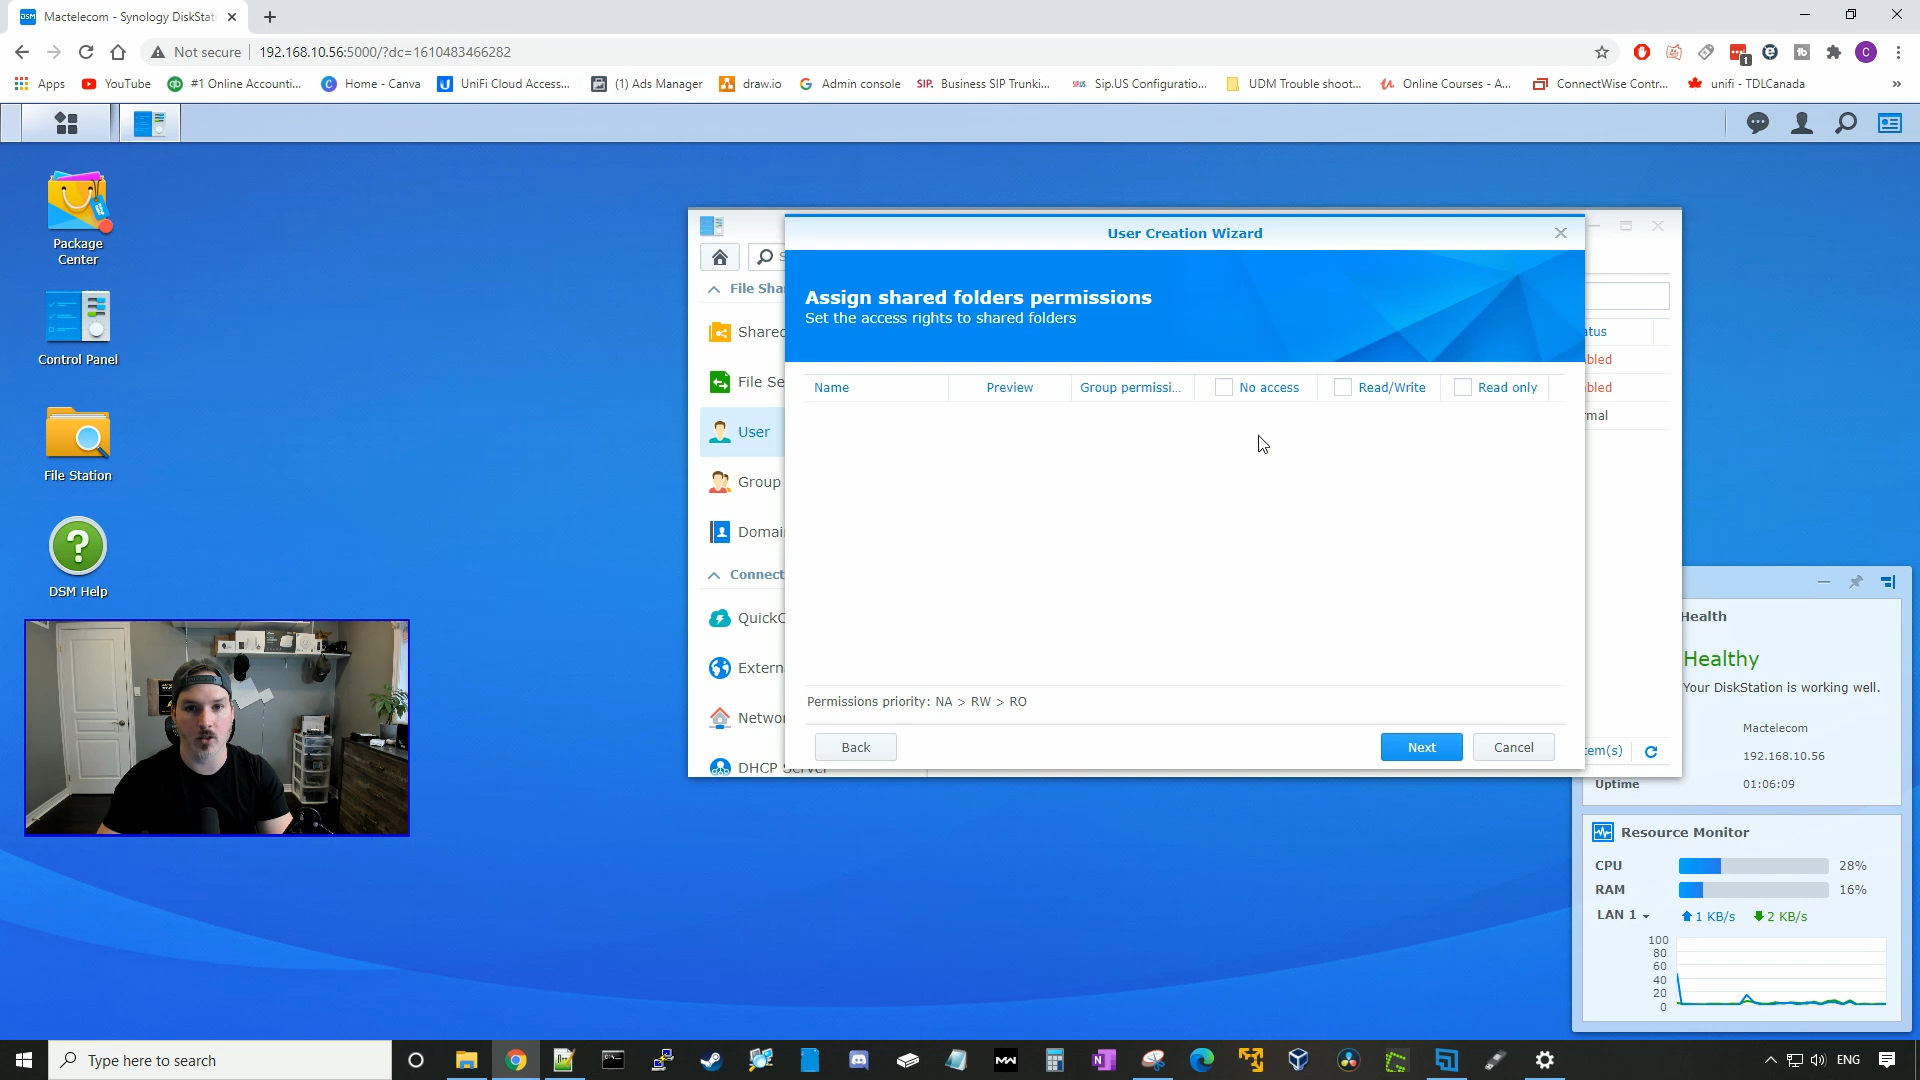 Mactelecom - Synology DiskStat
Not secure
192.168.10.56:5000/?dc=1610483466282
1
C
Apps
YouTube
#1 Online Accounti...
Home - Canva
UniFi Cloud Access...
(1) Ads Manager
draw.io
Admin console
SIP.
Business SIP Trunki...
Sip.US Configuratio...
UDM Trouble shoot...
Online Courses - A...
ConnectWise Contr...
unifi - TDLCanada
»
Package
Center
Control Panel
File Station
DSM Help
File Sha
Shared
File Se
User
Group
Domai
Connect
QuickC
Extern
Netwo
DHCP Server
User Creation Wizard
Assign shared folders permissions
Set the access rights to shared folders
Name
Preview
Group permissi...
No access
Read/Write
Read only
Permissions priority: NA > RW > RO
Back
Next
Cancel
atus
bled
bled
mal
tem(s)
Health
Healthy
Your DiskStation is working well.
Mactelecom
192.168.10.56
Uptime
01:06:09
Resource Monitor
CPU
28%
RAM
16%
LAN 1
1 KB/s
2 KB/s
100
80
60
40
20
0
Type here to search
ENG